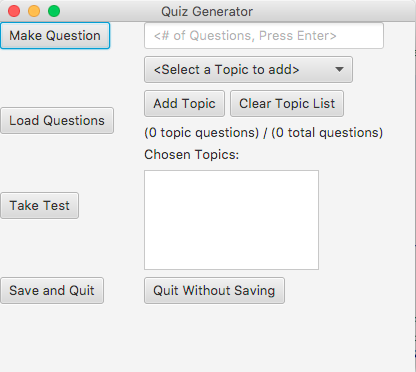 Quiz Generator
Make Question
<# of Questions, Press Enter>
<Select a Topic to add>
Add Topic
Clear Topic List
Load Questions
(0 topic questions) / (0 total questions)
Chosen Topics:
Take Test
Save and Quit
Quit Without Saving